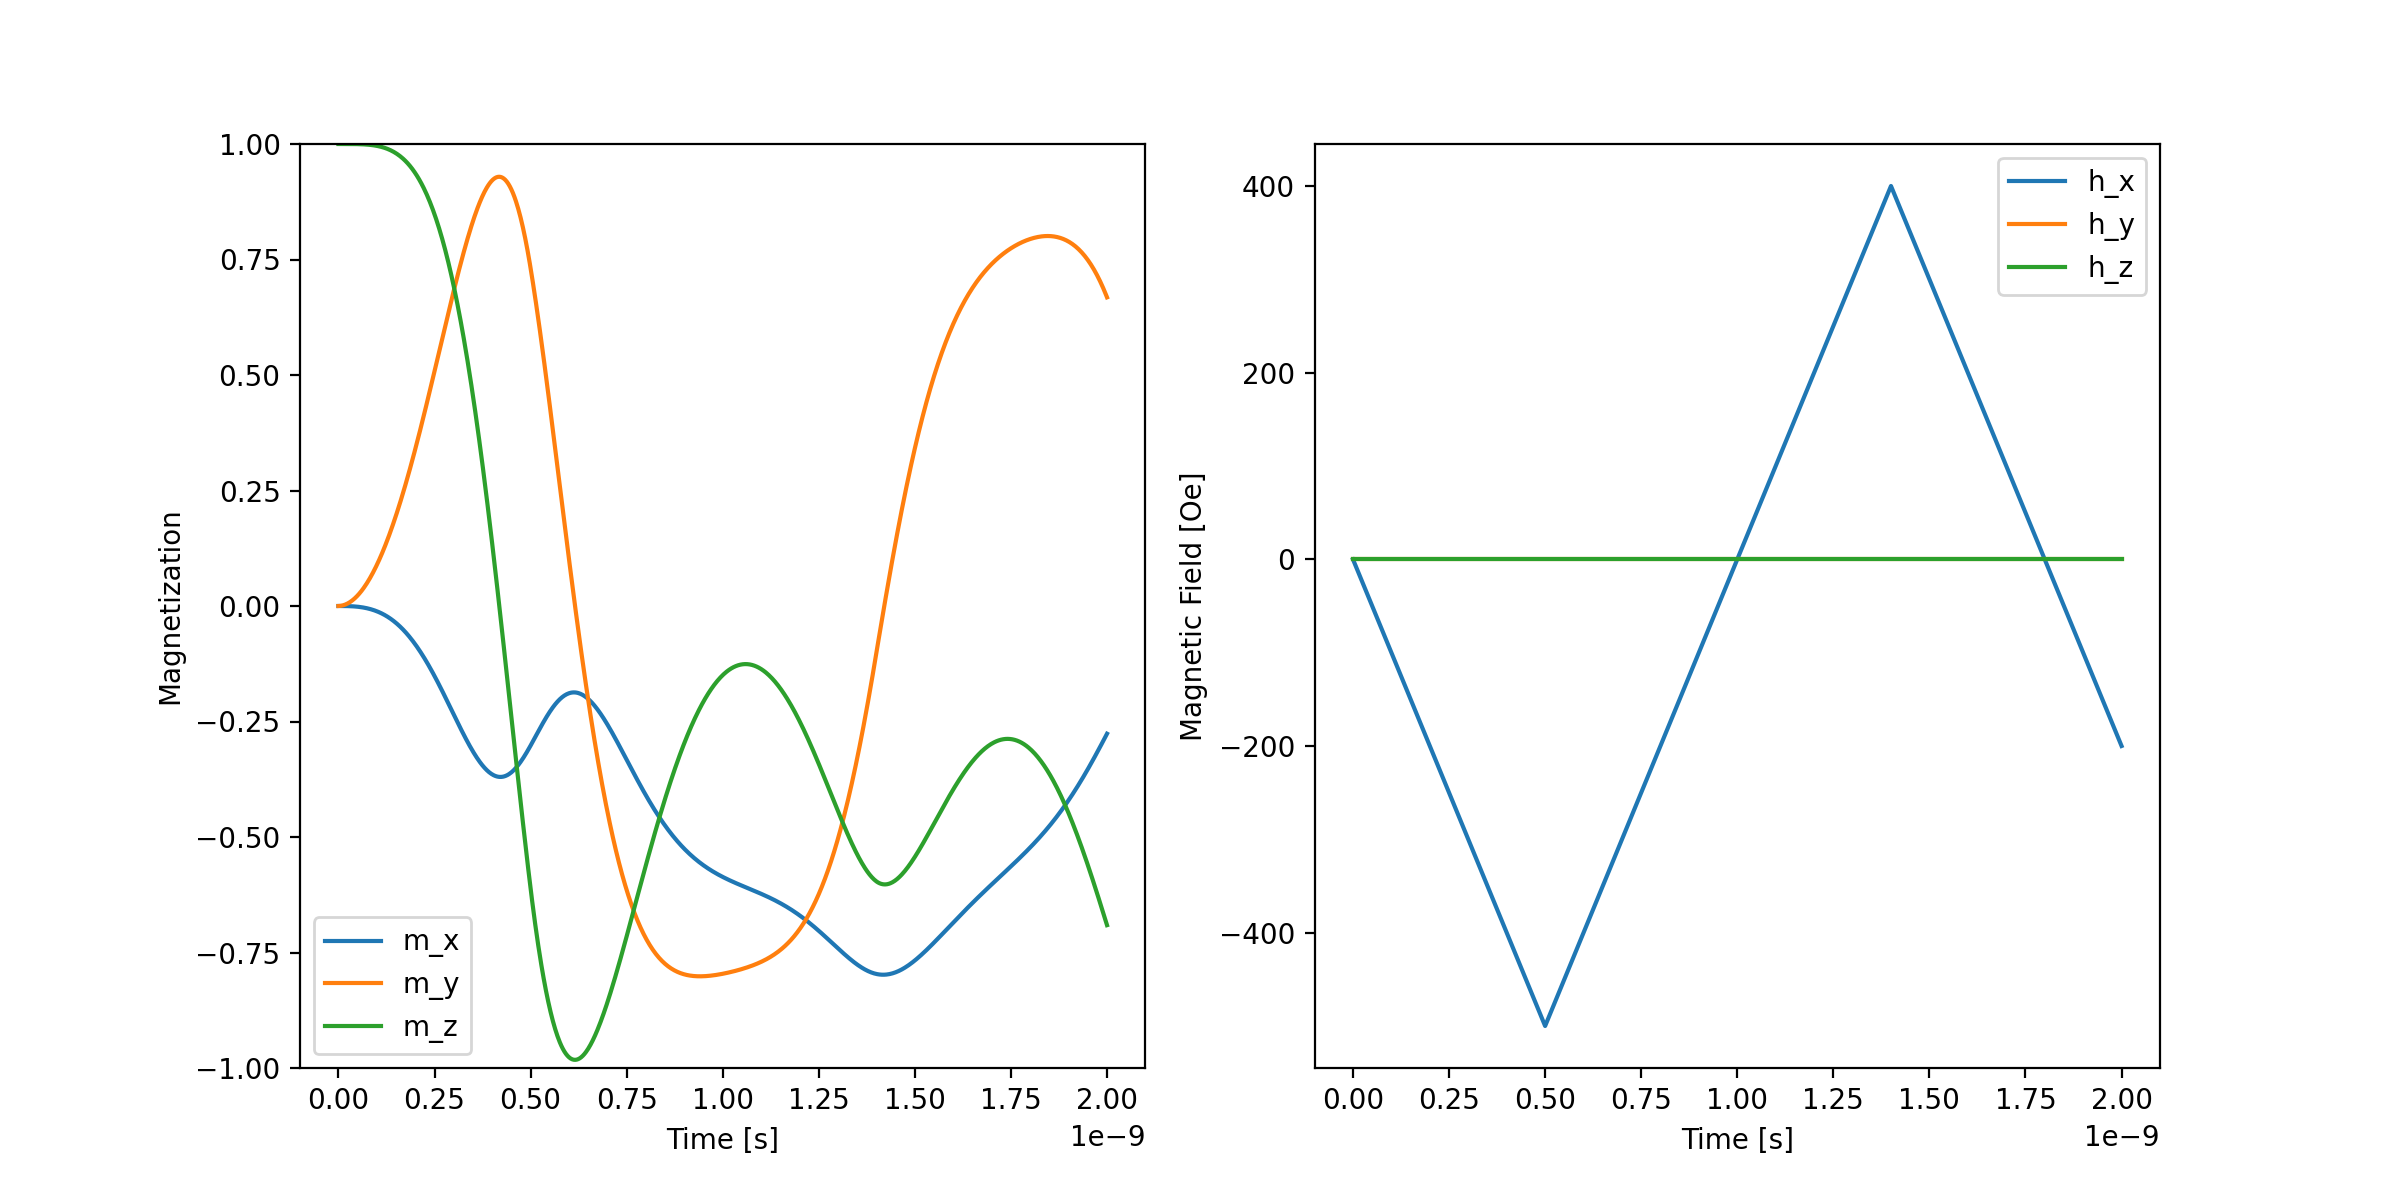 Magnetization
1.00
0.75
0.50
0.25
0.00
−0.25
−0.50
−0.75
−1.00
m_x
m_y
m_z
0.00 0.25 0.50 0.75 1.00 1.25 1.50 1.75 2.00
Time [s]
1e−9
Magnetic Field [Oe]
400
200
0
−200
−400
h_x
h_y
h_z
0.00 0.25 0.50 0.75 1.00 1.25 1.50 1.75 2.00
Time [s]
1e−9